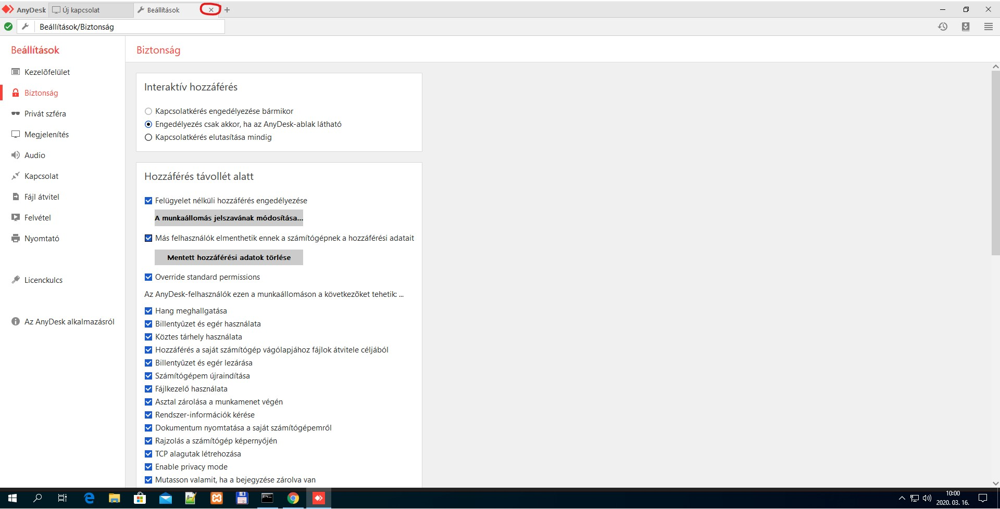 AnyDesk Új kapcsolat Beállítások
Beállítások/Biztonság
Beállítások
Kezelõfelület
Biztonság
Privát szféra
Megjelenítés
Audio
Kapcsolat
Fájl átvitel
Felvétel
Nyomtató
Licenckulcs
Az AnyDesk alkalmazásról
Biztonság
Interaktív hozzáférés
Kapcsolatkérés engedélyezése bármikor
Engedélyezés csak akkor, ha az AnyDesk-ablak látható
Kapcsolatkérés elutasítása mindig
Hozzáférés távollét alatt
Felügyelet nélküli hozzáférés engedélyezése
A munkaállomás jelszavának módosítása...
Más felhasználók elmenthetik ennek a számítógépnek a hozzáférési adatait
Mentett hozzáférési adatok törlése
Override standard permissions
Az AnyDesk-felhasználók ezen a munkaállomáson a következõket tehetik: ...
Hang meghallgatása
Billentyûzet és egér használata
Köztes tárhely használata
Hozzáférés a saját számítógép vágólapjához fájlok átvitele céljából
Billentyûzet és egér lezárása
Számítógépem újraindítása
Fájlkezelő használata
Asztal zárolása a munkamenet végén
Rendszer-információk kérése
Dokumentum nyomtatása a saját számítógépemről
Rajzolás a számítógép képernyőjén
TCP alagutak létrehozása
Enable privacy mode
Mutasson valamit, ha a bejegyzése zárolva van
10:00
2020. 03. 16.